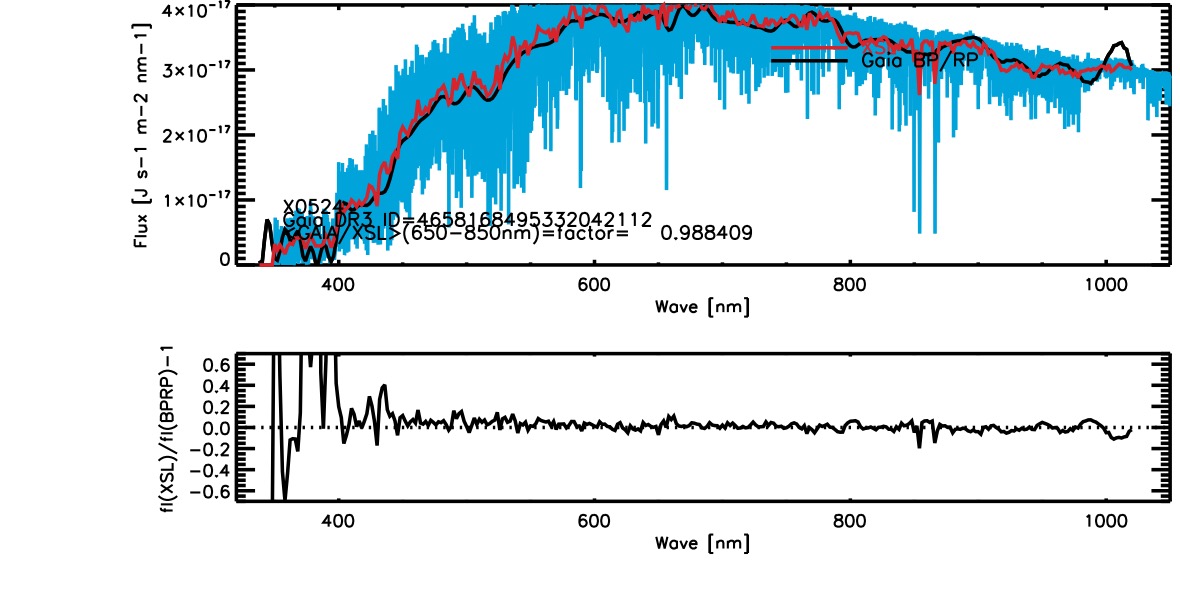 4×10⁻¹⁷
3×10⁻¹⁷
2×10⁻¹⁷
1×10⁻¹⁷
0
Flux [J s−1 m−2 nm−1]
XSL
Gaia BP/RP
X0524
Gaia DR3 ID=4658168495332042112
<GAIA/XSL>(650−850nm)=factor= 0.988409
400 600 800 1000
Wave [nm]
0.6
0.4
0.2
0.0
−0.2
−0.4
−0.6
fl(XSL)/fl(BPRP)−1
400 600 800 1000
Wave [nm]